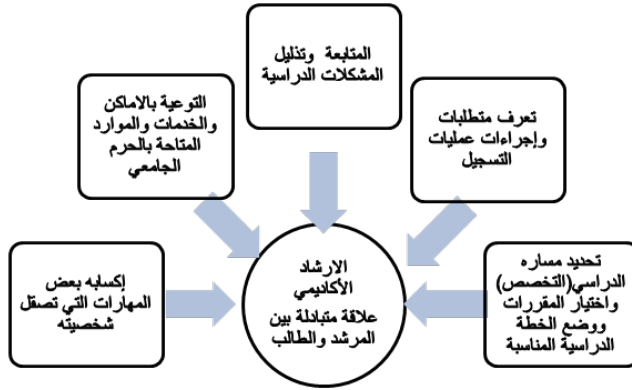 المتابعة وتذليل
المشكلات الدراسية
تعرف متطلبات
وإجراءات عمليات
التسجيل
التوعية بالاماكن
والخدمات والموارد
المتاحة بالحرم
الجامعي
تحديد مساره
الدراسي(التخصص)
واختيار المقررات
ووضع الخطة
الدراسية المناسبة
إكسابه بعض
المهارات التي تصقل
شخصيته
الارشاد
الأكاديمي
علاقة متبادلة بين
المرشد والطالب